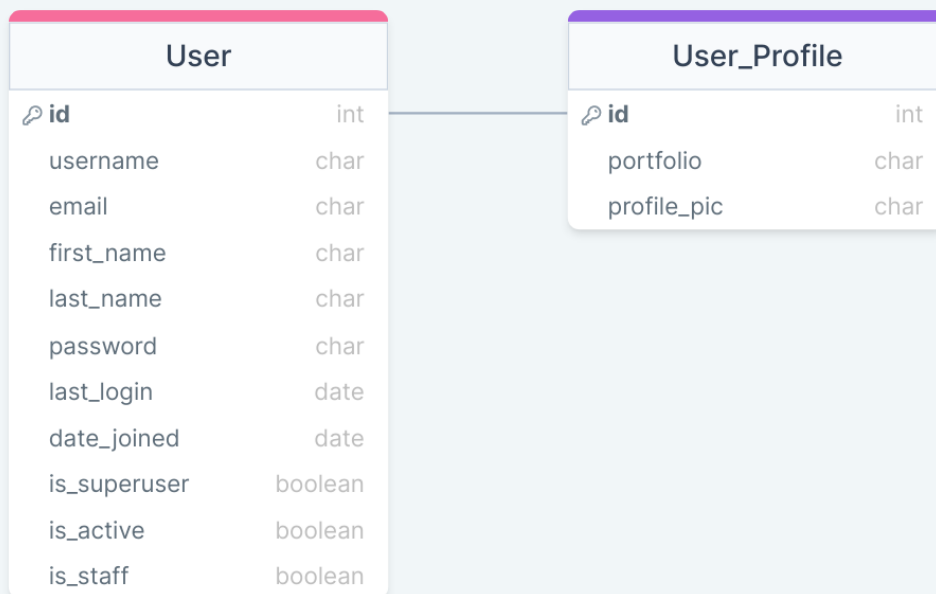 User
id int
username char
email char
first_name char
last_name char
password char
last_login date
date_joined date
is_superuser boolean
is_active boolean
is_staff boolean
User_Profile
id int
portfolio char
profile_pic char